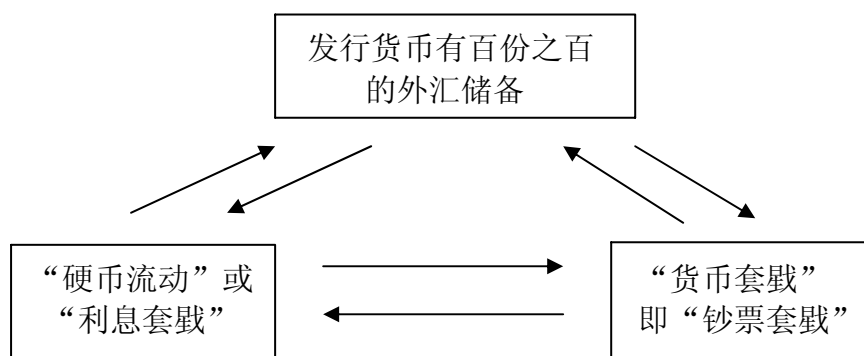 发行货币有百份之百
的外汇储备
“硬币流动”或
“利息套戥”
“货币套戥”
即“钞票套戥”